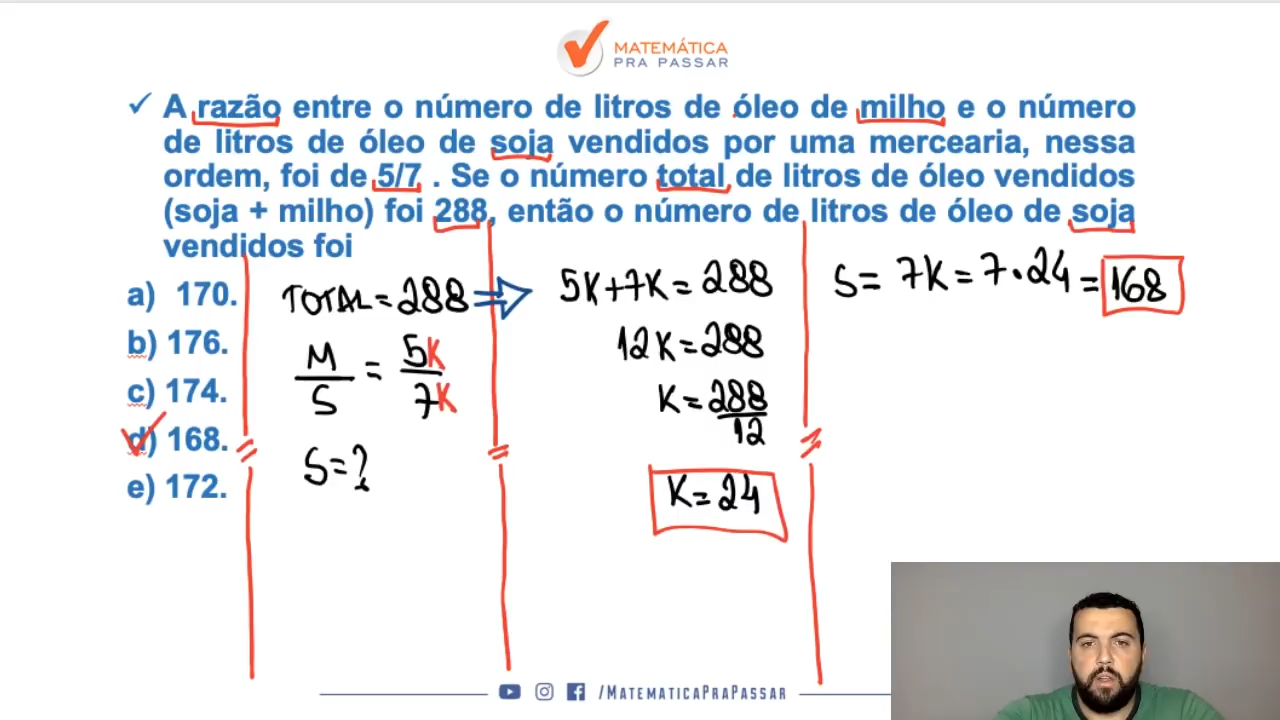 MATEMÁTICA
PRA PASSAR
✓ A razão entre o número de litros de óleo de milho e o número
de litros de óleo de soja vendidos por uma mercearia, nessa
ordem, foi de 5/7 . Se o número total de litros de óleo vendidos
(soja + milho) foi 288, então o número de litros de óleo de soja
vendidos foi
a) 170.
b) 176.
c) 174.
d) 168.
e) 172.
TOTAL = 288 ⇒
M/S = 5K/7K
S = ?
5K + 7K = 288
12K = 288
K = 288/12
K = 24
S = 7K = 7 • 24 = 168
/MATEMATICAPRAPASSAR